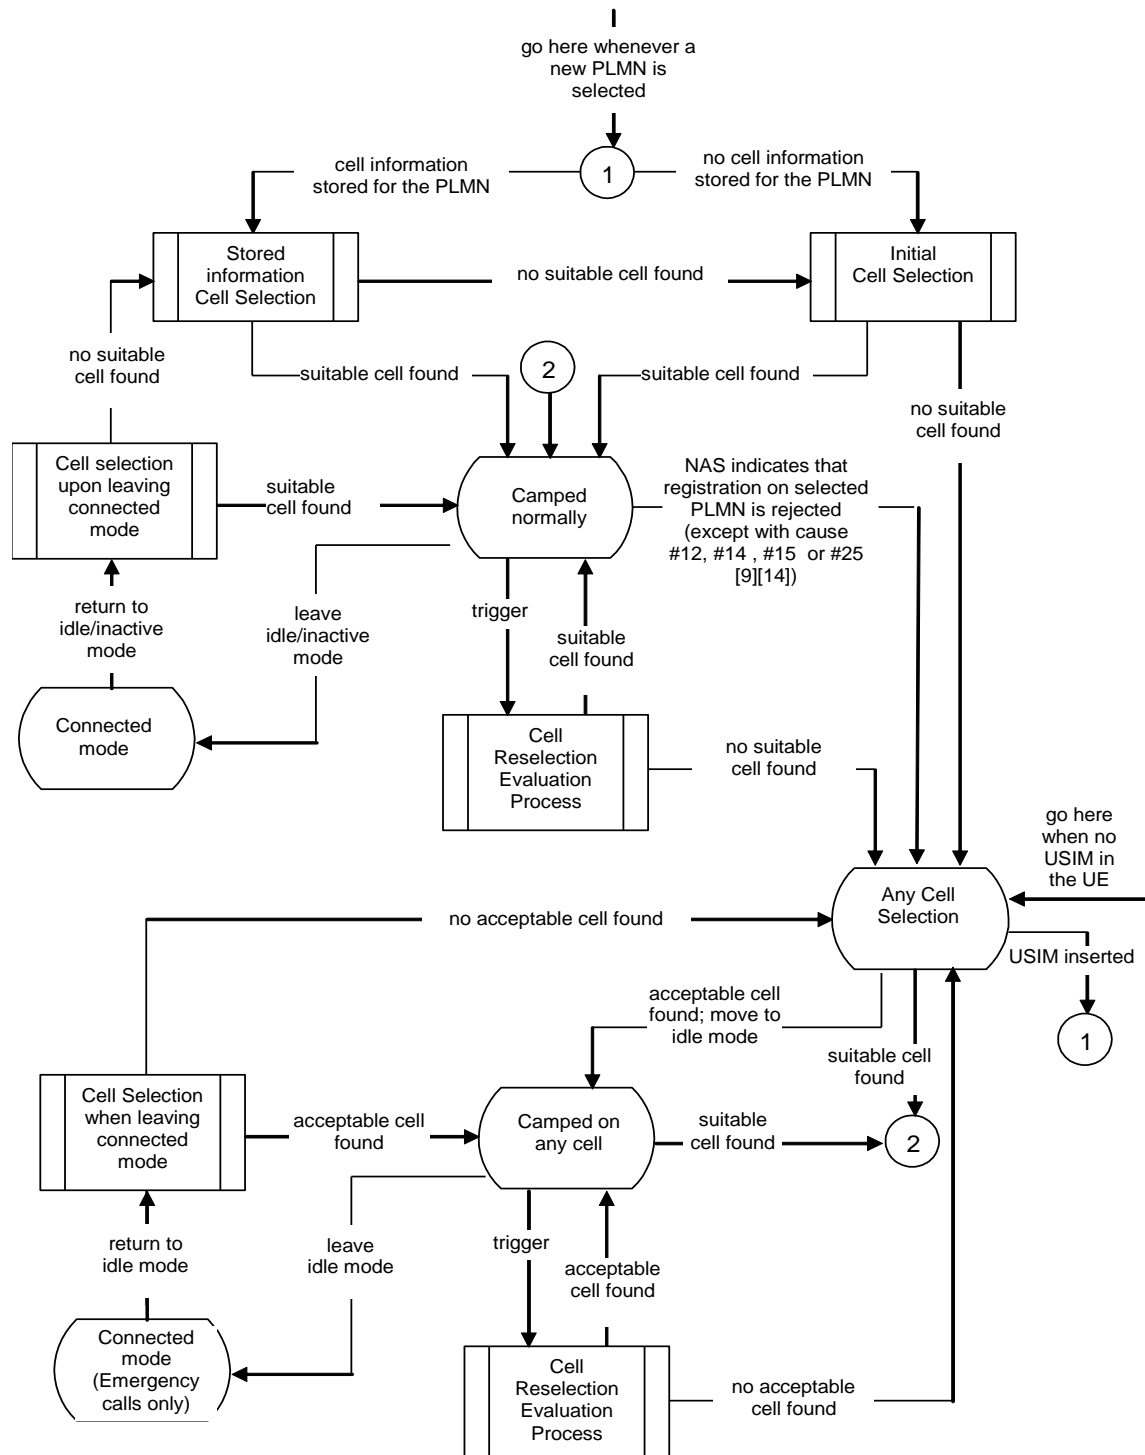 go here whenever a
new PLMN is
selected
1
cell information
stored for the PLMN
no cell information
stored for the PLMN
Stored
information
Cell Selection
no suitable cell found
Initial
Cell Selection
no suitable
cell found
suitable cell found
2
suitable cell found
no suitable
cell found
Cell selection
upon leaving
connected
mode
suitable
cell found
Camped
normally
NAS indicates that
registration on selected
PLMN is rejected
(except with cause
#12, #14 , #15 or #25
[9][14])
return to
idle/inactive
mode
leave
idle/inactive
mode
trigger
suitable
cell found
Connected
mode
Cell
Reselection
Evaluation
Process
no suitable
cell found
go here
when no
USIM in
the UE
Any Cell
Selection
no acceptable cell found
USIM inserted
1
acceptable cell
found; move to
idle mode
suitable cell
found
Cell Selection
when leaving
connected
mode
acceptable cell
found
Camped on
any cell
suitable
cell found
2
return to
idle mode
leave
idle mode
trigger
acceptable
cell found
Connected
mode
(Emergency
calls only)
Cell
Reselection
Evaluation
Process
no acceptable
cell found